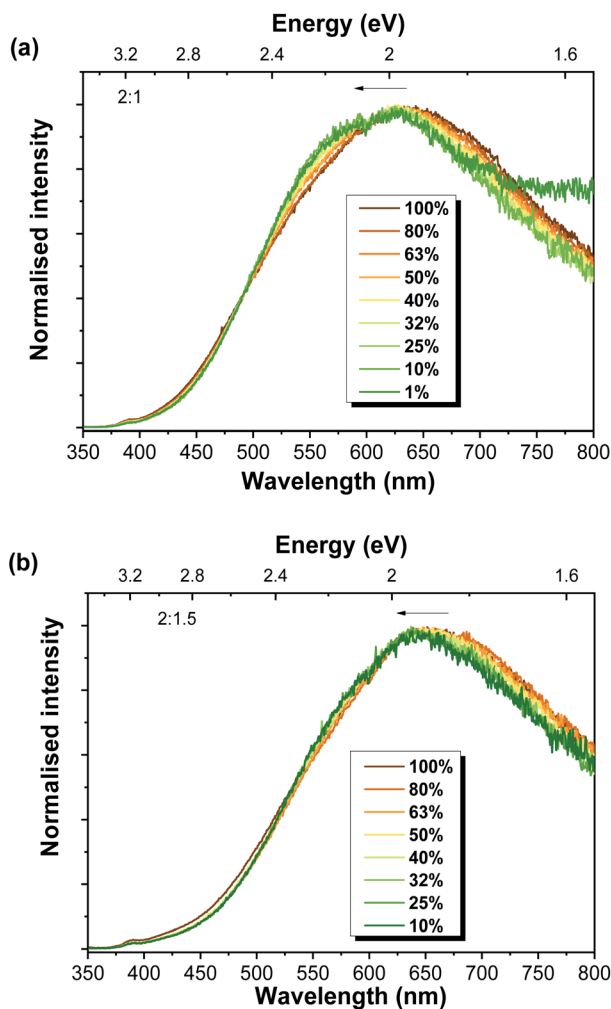 Energy (eV)
(a)
3.2 2.8 2.4 2 1.6
2:1
Normalised intensity
100%
80%
63%
50%
40%
32%
25%
10%
1%
350 400 450 500 550 600 650 700 750 800
Wavelength (nm)
Energy (eV)
(b)
3.2 2.8 2.4 2 1.6
2:1.5
Normalised intensity
100%
80%
63%
50%
40%
32%
25%
10%
350 400 450 500 550 600 650 700 750 800
Wavelength (nm)